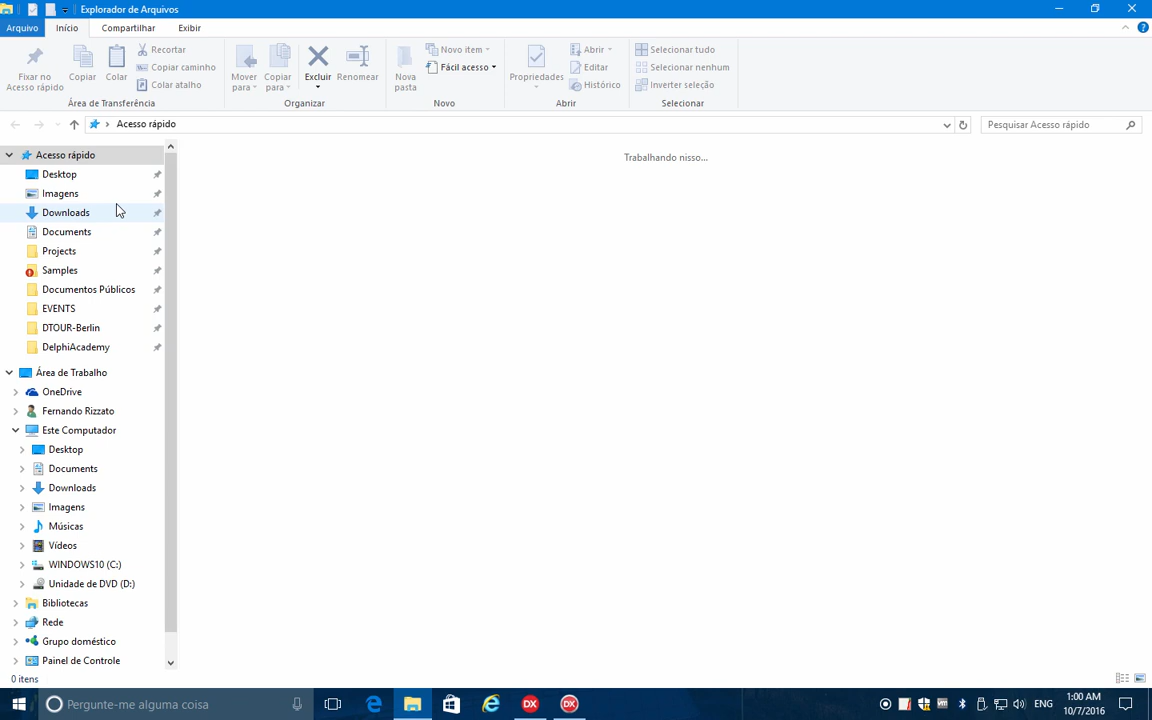 Explorador de Arquivos
Arquivo Início Compartilhar Exibir
Fixar no
Acesso rápido
Copiar
Colar
Recortar
Copiar caminho
Copiar atalho
Mover
para
Copiar
para
Excluir
Renomear
Nova
pasta
Novo item
Fácil acesso
Propriedades
Abrir
Editar
Histórico
Selecionar tudo
Selecionar nenhum
Inverter seleção
Área de Transferência Organizar Novo Abrir Selecionar
Acesso rápido
Pesquisar Acesso rápido
Trabalhando nisso...
Acesso rápido
Desktop
Imagens
Downloads
Documents
Projects
Samples
Documentos Públicos
EVENTS
DTOUR-Berlin
DelphiAcademy
Área de Trabalho
OneDrive
Fernando Rizzato
Este Computador
Desktop
Documents
Downloads
Imagens
Músicas
Vídeos
WINDOWS10 (C:)
Unidade de DVD (D:)
Bibliotecas
Rede
Grupo doméstico
Painel de Controle
0 itens
Pergunte-me alguma coisa
DX
DX
ENG
1:00 AM
10/7/2016